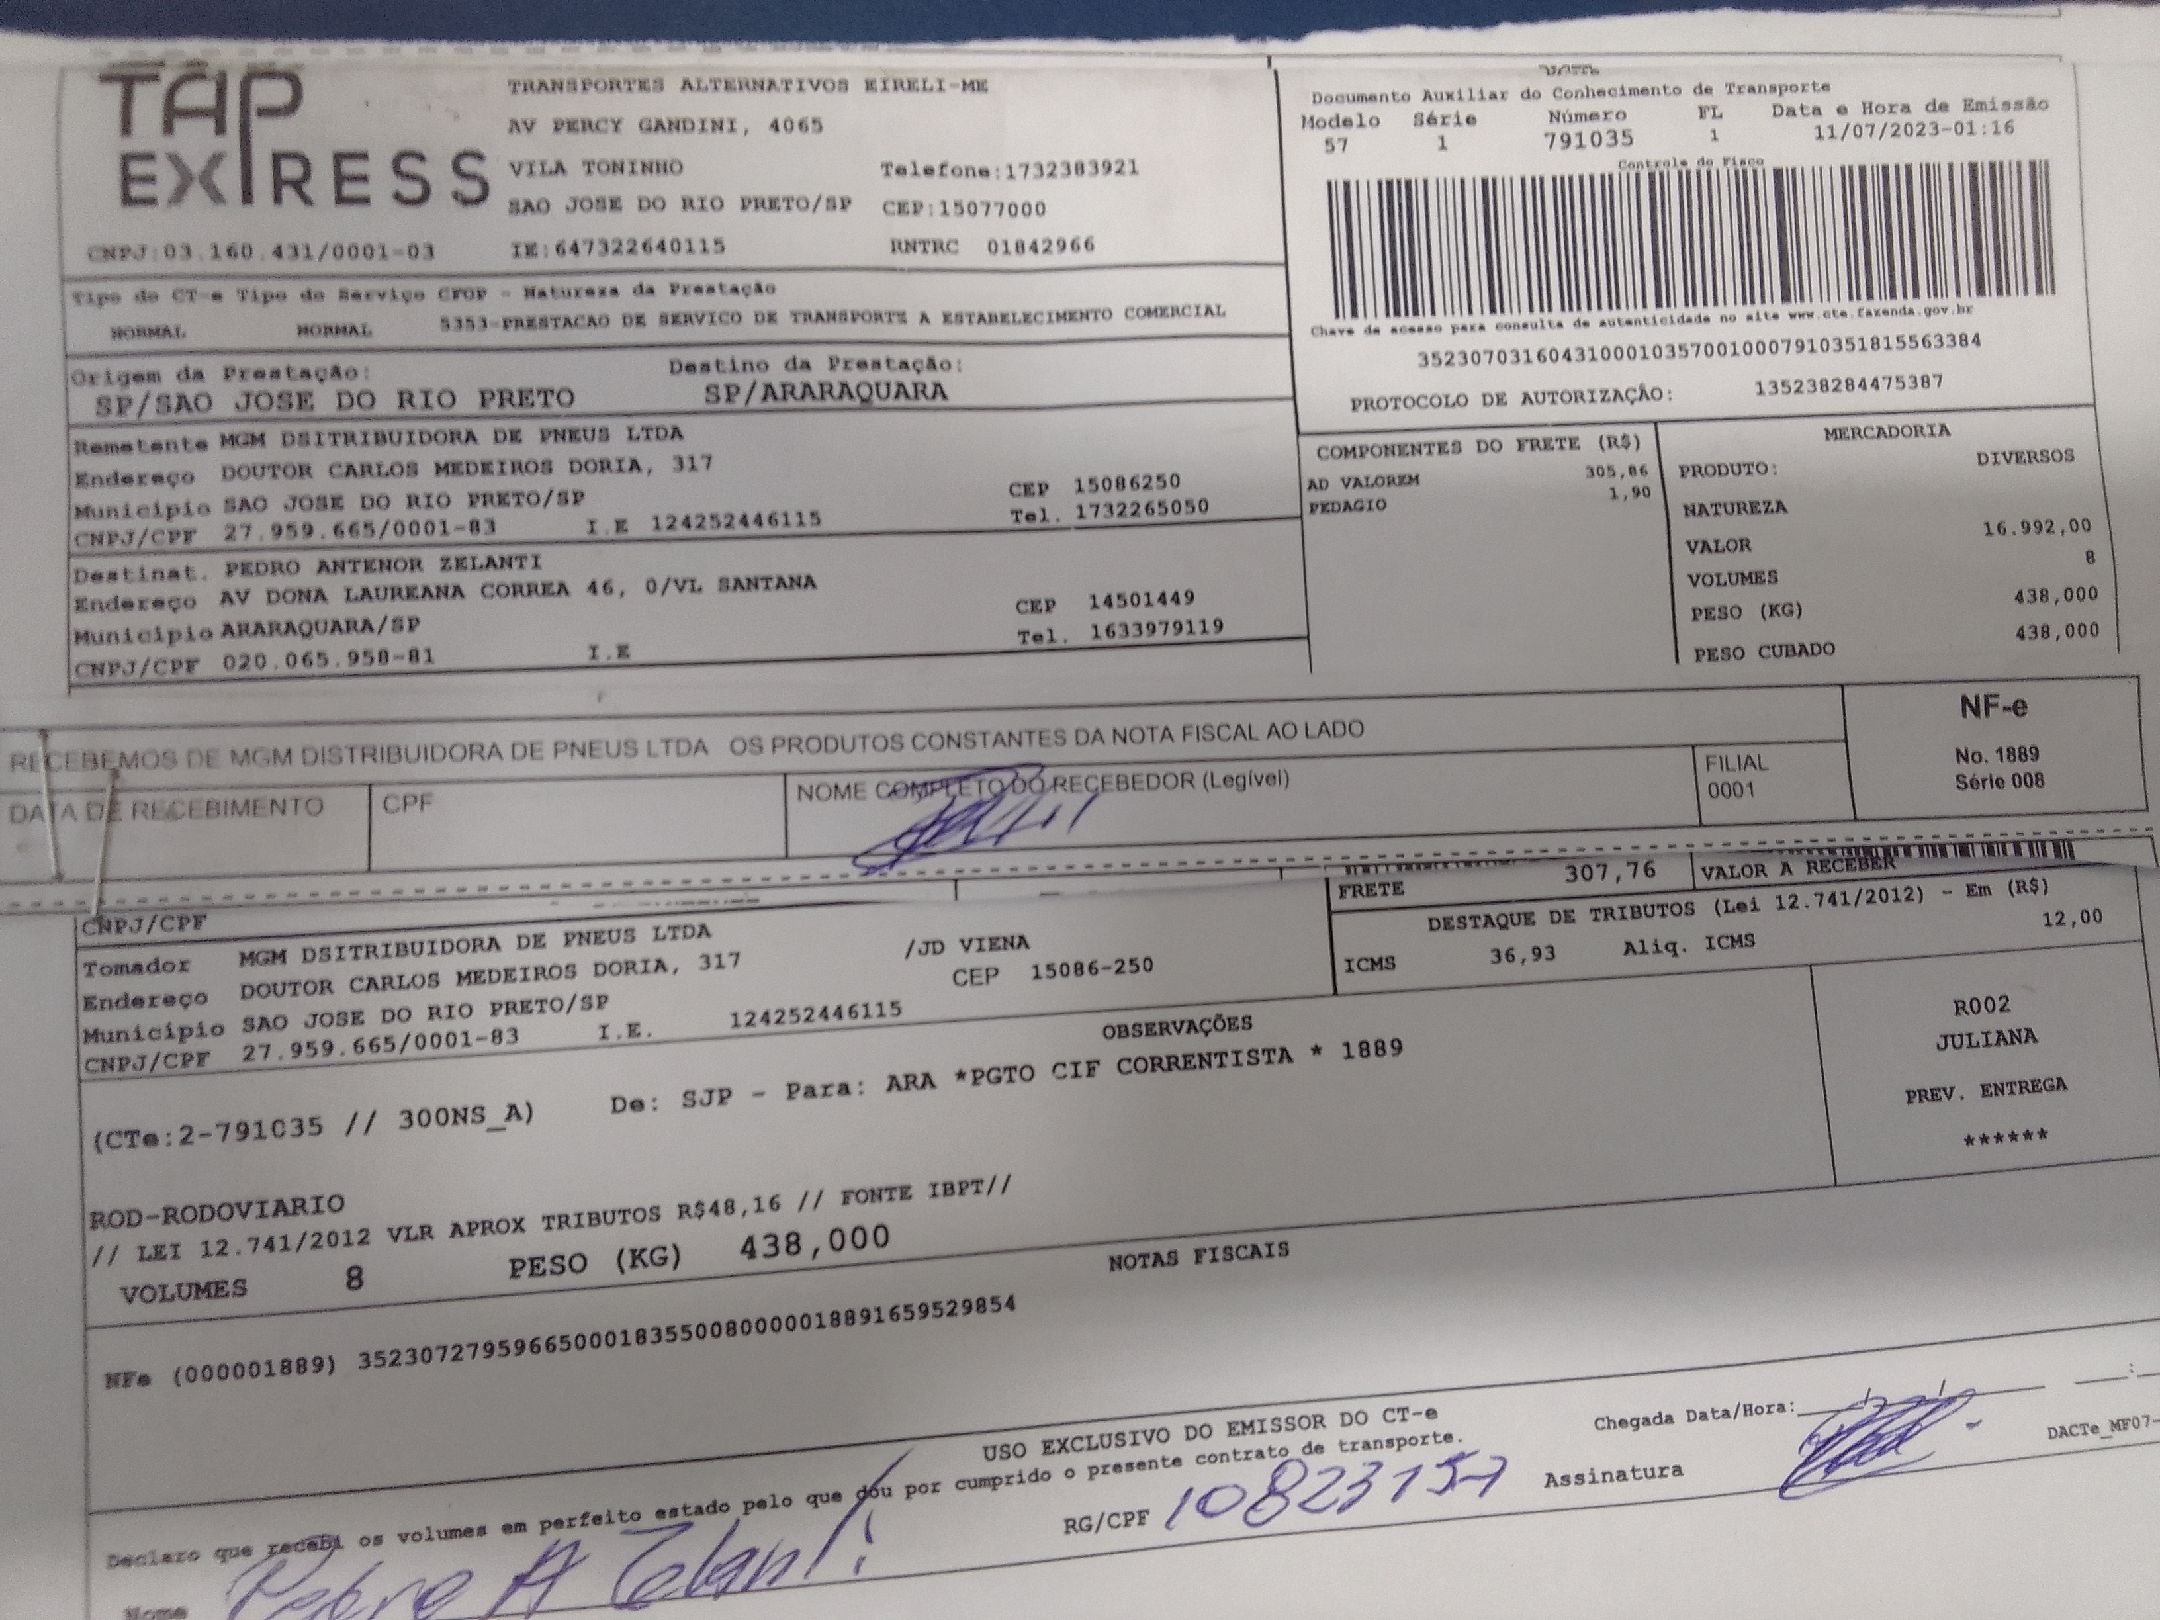 TAP EXPRESS
TRANSPORTES ALTERNATIVOS EIRELI-ME
AV PERCY GANDINI, 4065
VILA TONINHO Telefone:1732383921
SAO JOSE DO RIO PRETO/SP CEP:15077000
CNPJ:03.160.431/0001-03 IE:647322640115 RNTRC 01842966
Documento Auxiliar do Conhecimento de Transporte
Modelo Série Número FL Data e Hora de Emissão
57 1 791035 1 11/07/2023-01:16
Controle do Fisco
Chave de acesso para consulta de autenticidade no site www.cte.fazenda.gov.br
35230703160431000103570010007910351815563384
PROTOCOLO DE AUTORIZAÇÃO: 135238284475387
Tipo do CT-e Tipo do Serviço CFOP - Natureza da Prestação
NORMAL NORMAL 5353-PRESTACAO DE SERVICO DE TRANSPORTE A ESTABELECIMENTO COMERCIAL
Origem da Prestação: Destino da Prestação:
SP/SAO JOSE DO RIO PRETO SP/ARARAQUARA
Remetente MGM DSITRIBUIDORA DE PNEUS LTDA
Endereço DOUTOR CARLOS MEDEIROS DORIA, 317
Municipio SAO JOSE DO RIO PRETO/SP CEP 15086250
CNPJ/CPF 27.959.665/0001-83 I.E 124252446115 Tel. 1732265050
Destinat. PEDRO ANTENOR ZELANTI
Endereço AV DONA LAUREANA CORREA 46, 0/VL SANTANA
Municipio ARARAQUARA/SP CEP 14501449
CNPJ/CPF 020.065.958-81 I.E Tel. 1633979119
COMPONENTES DO FRETE (R$)
AD VALOREM 305,86
PEDAGIO 1,90
MERCADORIA
PRODUTO: DIVERSOS
NATUREZA
VALOR 16.992,00
VOLUMES 8
PESO (KG) 438,000
PESO CUBADO 438,000
RECEBEMOS DE MGM DISTRIBUIDORA DE PNEUS LTDA OS PRODUTOS CONSTANTES DA NOTA FISCAL AO LADO
DATA DE RECEBIMENTO CPF NOME COMPLETO DO RECEBEDOR (Legível)
FILIAL
0001
NF-e
No. 1889
Série 008
FRETE 307,76 VALOR A RECEBER
DESTAQUE DE TRIBUTOS (Lei 12.741/2012) - Em (R$)
ICMS 36,93 Aliq. ICMS 12,00
CNPJ/CPF
Tomador MGM DSITRIBUIDORA DE PNEUS LTDA
Endereço DOUTOR CARLOS MEDEIROS DORIA, 317 /JD VIENA
Municipio SAO JOSE DO RIO PRETO/SP CEP 15086-250
CNPJ/CPF 27.959.665/0001-83 I.E. 124252446115
OBSERVAÇÕES
(CTe:2-791035 // 300NS_A) De: SJP - Para: ARA *PGTO CIF CORRENTISTA * 1889
R002
JULIANA
PREV. ENTREGA
******
ROD-RODOVIARIO
// LEI 12.741/2012 VLR APROX TRIBUTOS R$48,16 // FONTE IBPT//
VOLUMES 8 PESO (KG) 438,000
NOTAS FISCAIS
NFe (000001889) 35230727959665000183550080000018891659529854
USO EXCLUSIVO DO EMISSOR DO CT-e
Declaro que recebi os volumes em perfeito estado pelo que dou por cumprido o presente contrato de transporte.
Chegada Data/Hora:
DACTe_MF07-
Nome Pedro A Zelanti RG/CPF 10823157 Assinatura